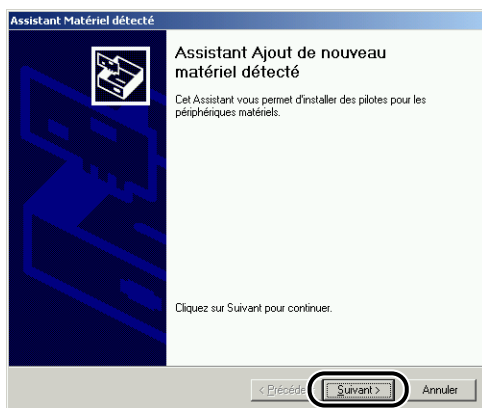 Assistant Matériel détecté
Assistant Ajout de nouveau
matériel détecté
Cet Assistant vous permet d'installer des pilotes pour les
périphériques matériels.
Cliquez sur Suivant pour continuer.
< Précéde Suivant > Annuler